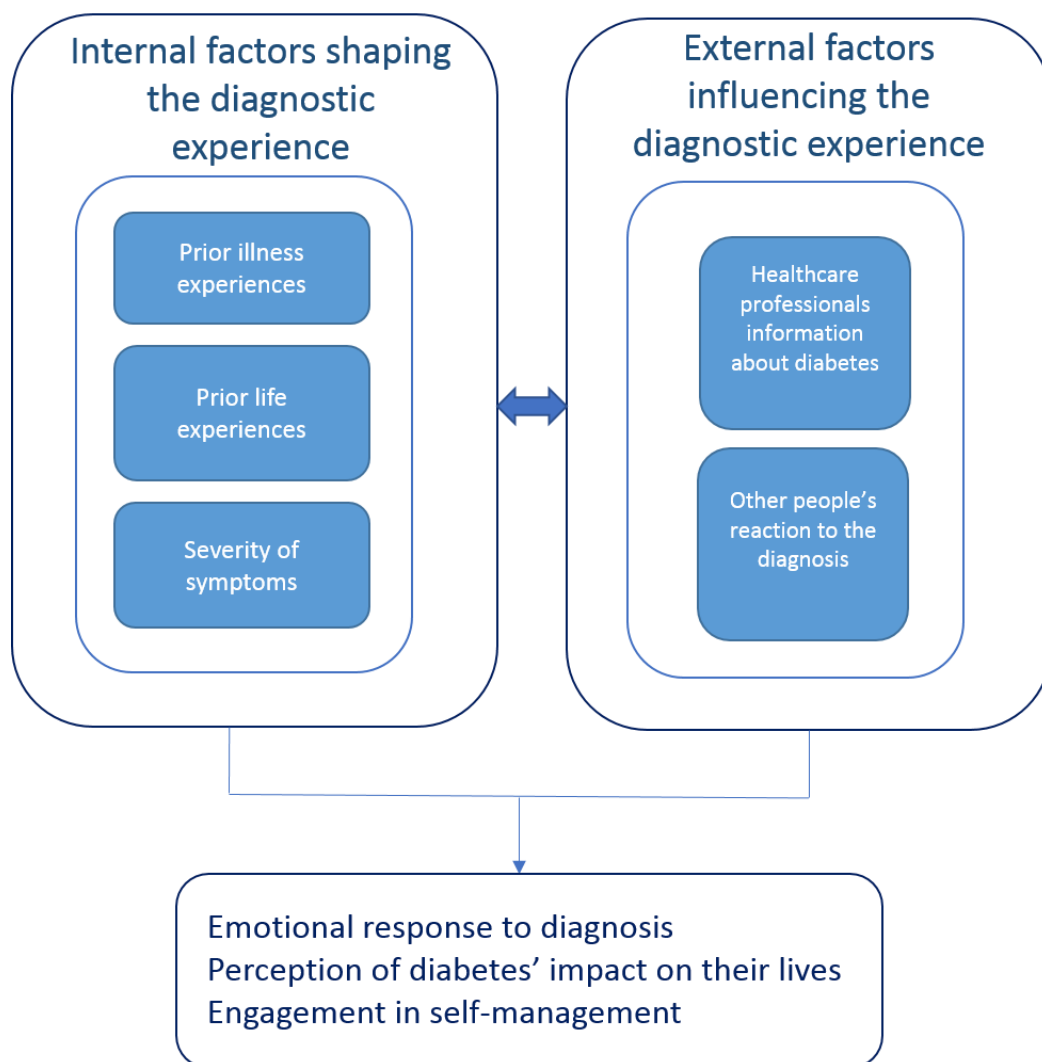 Internal factors shaping
the diagnostic
experience
Prior illness
experiences
Prior life
experiences
Severity of
symptoms
External factors
influencing the
diagnostic experience
Healthcare
professionals
information
about diabetes
Other people’s
reaction to the
diagnosis
Emotional response to diagnosis
Perception of diabetes’ impact on their lives
Engagement in self-management